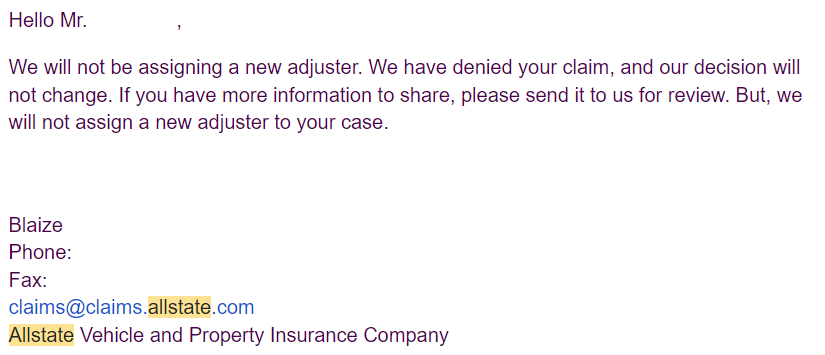 Hello Mr. ,
We will not be assigning a new adjuster. We have denied your claim, and our decision will
not change. If you have more information to share, please send it to us for review. But, we
will not assign a new adjuster to your case.
Blaize
Phone:
Fax:
claims@claims.allstate.com
Allstate Vehicle and Property Insurance Company